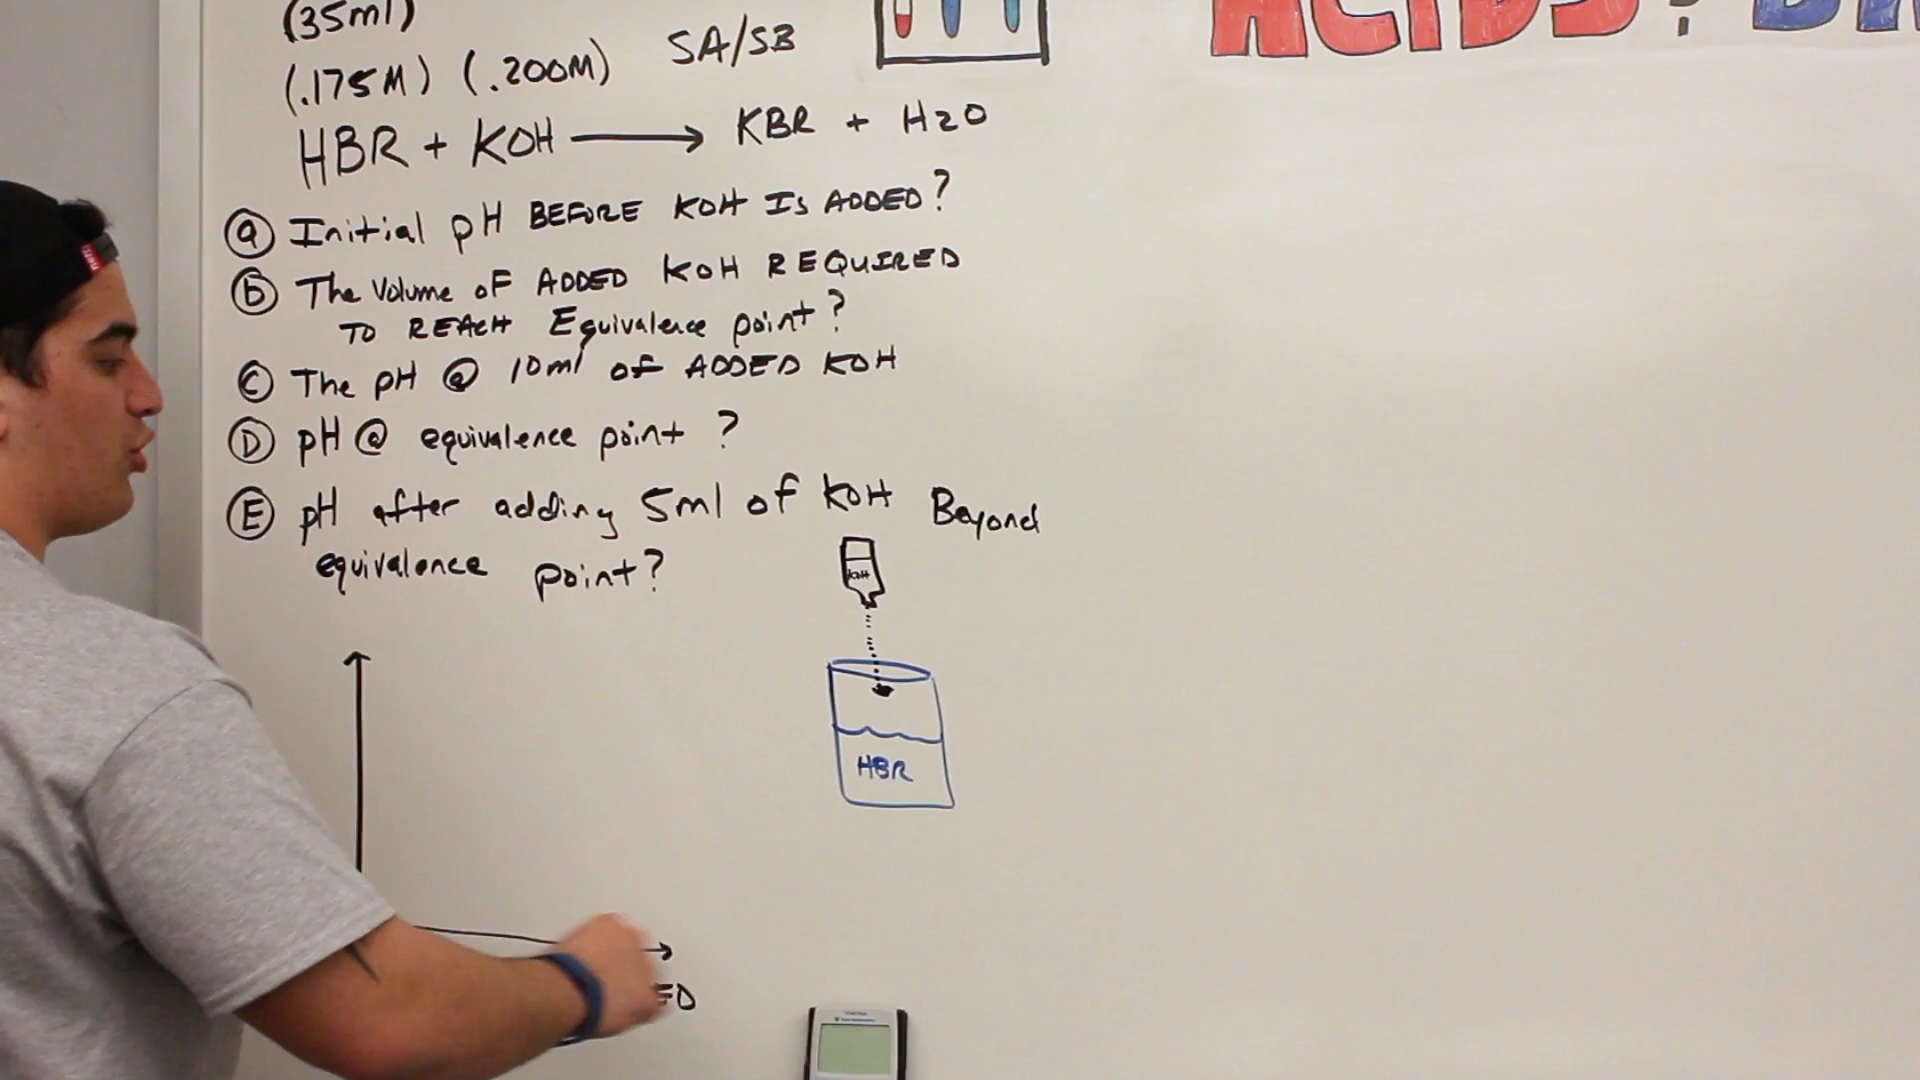 (35ml)
(.175M) (.200M) SA/SB
ACIDS
HBR + KOH → KBR + H2O
(a) Initial pH BEFORE KOH IS ADDED?
(b) The Volume oF ADDED KOH REQUIRED
TO REACH Equivalence point?
(C) The pH @ 10ml of ADDED KOH
(D) pH @ equivalence point?
(E) pH after adding 5ml of KOH Beyond
equivalence point?
KOH
HBR